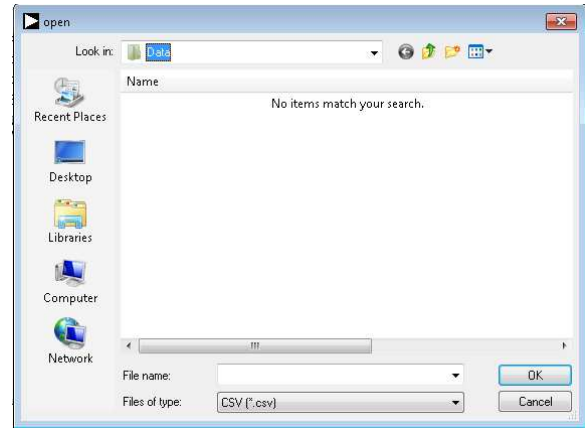 open
Look in:
Data
Name
No items match your search.
Recent Places
Desktop
Libraries
Computer
Network
File name:
OK
Files of type:
CSV (*.csv)
Cancel